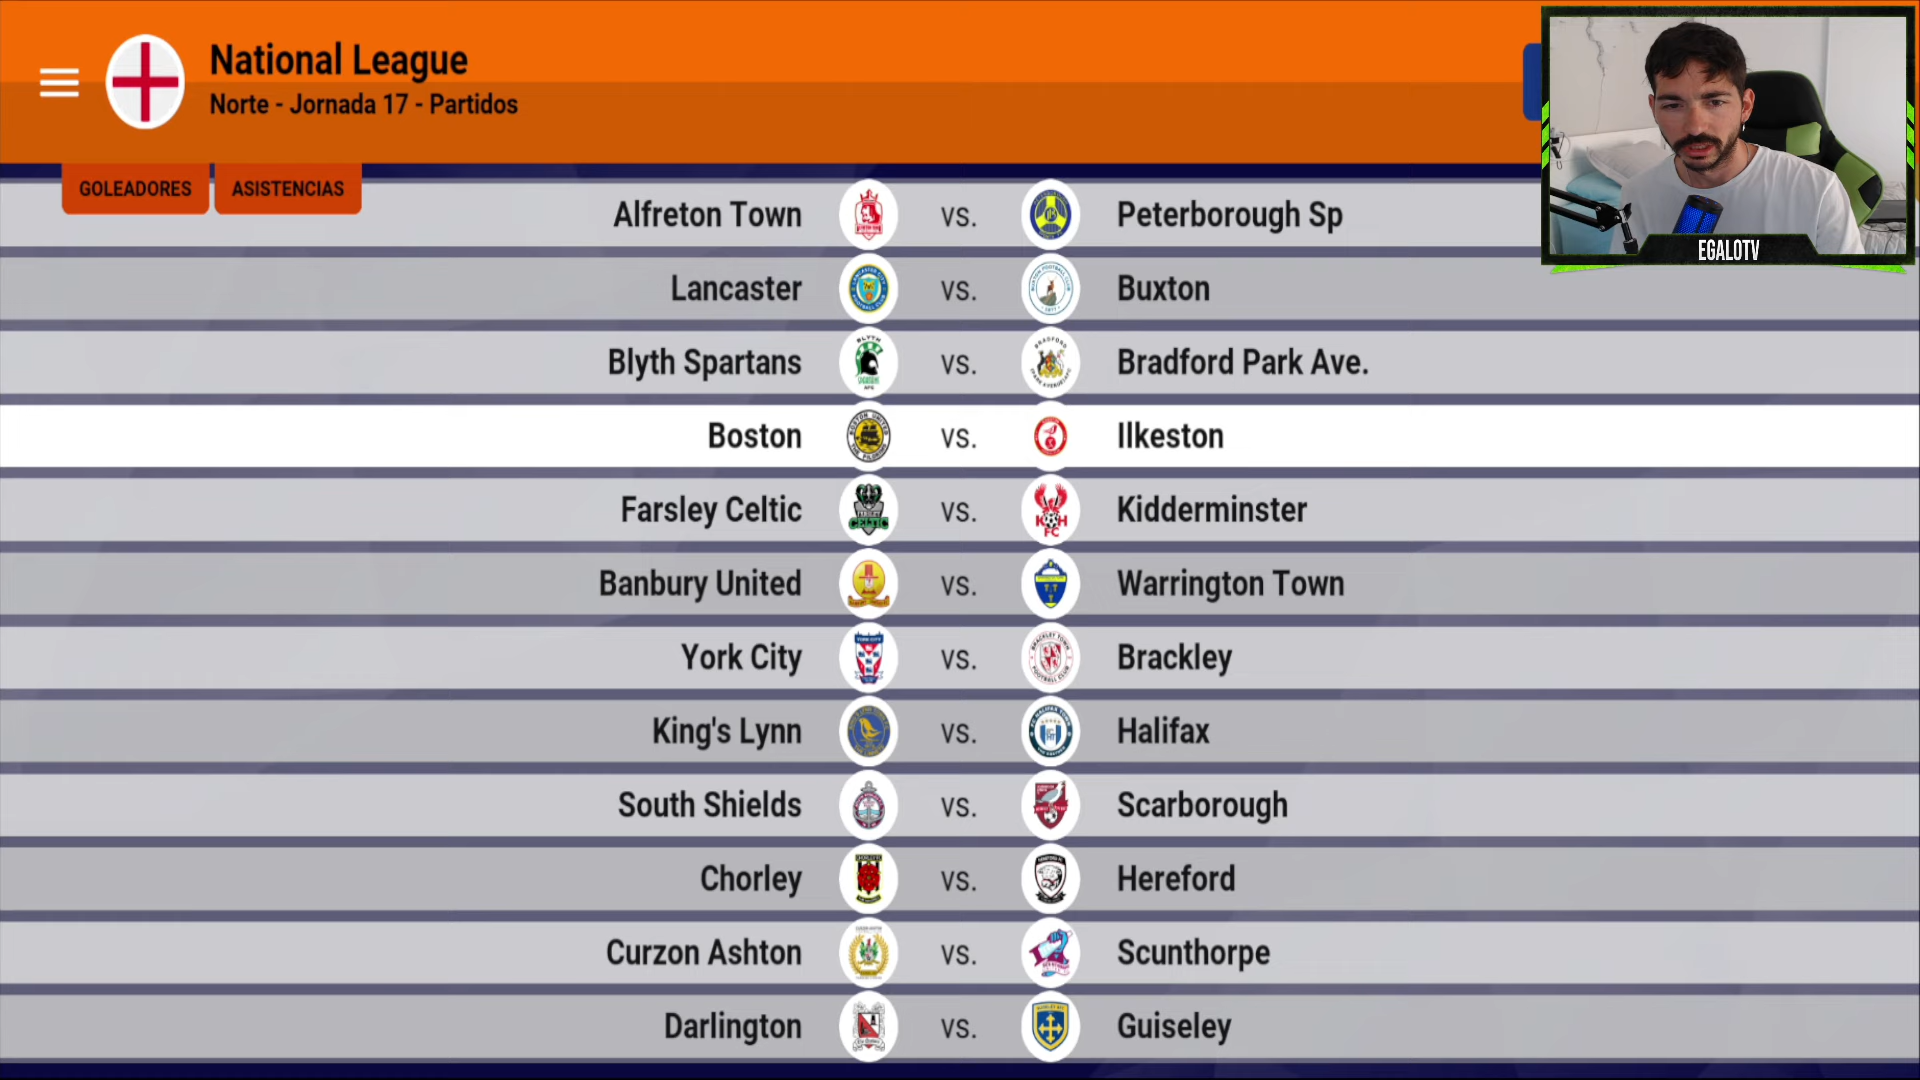 National League
Norte - Jornada 17 - Partidos
GOLEADORES
ASISTENCIAS
EGALOTV
Alfreton Town vs. Peterborough Sp
Lancaster vs. Buxton
Blyth Spartans vs. Bradford Park Ave.
Boston vs. Ilkeston
Farsley Celtic vs. Kidderminster
Banbury United vs. Warrington Town
York City vs. Brackley
King's Lynn vs. Halifax
South Shields vs. Scarborough
Chorley vs. Hereford
Curzon Ashton vs. Scunthorpe
Darlington vs. Guiseley